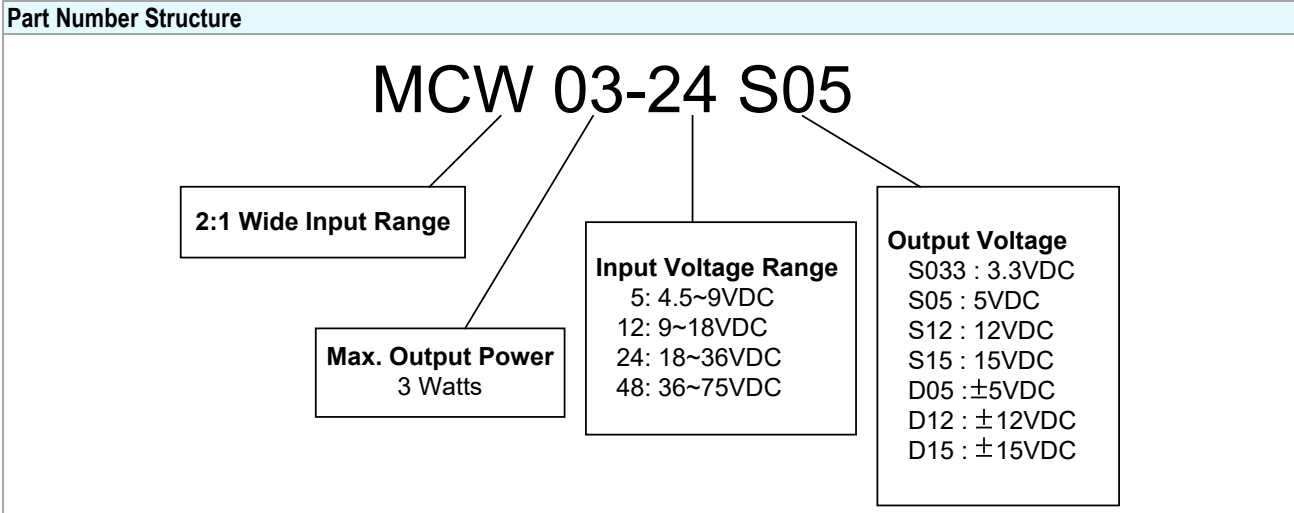 Part Number Structure
MCW 03-24 S05
2:1 Wide Input Range
Max. Output Power
3 Watts
Input Voltage Range
5: 4.5~9VDC
12: 9~18VDC
24: 18~36VDC
48: 36~75VDC
Output Voltage
S033 : 3.3VDC
S05 : 5VDC
S12 : 12VDC
S15 : 15VDC
D05 :±5VDC
D12 : ±12VDC
D15 : ±15VDC